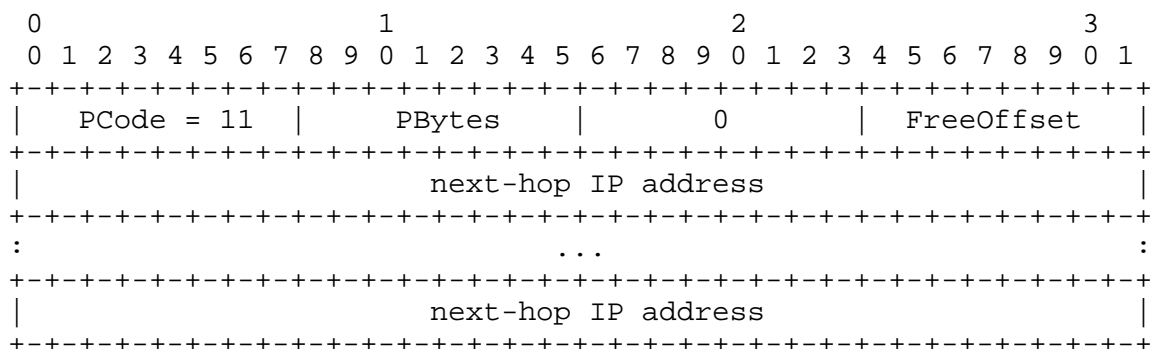 0                   1                   2                   3
 0 1 2 3 4 5 6 7 8 9 0 1 2 3 4 5 6 7 8 9 0 1 2 3 4 5 6 7 8 9 0 1
+-+-+-+-+-+-+-+-+-+-+-+-+-+-+-+-+-+-+-+-+-+-+-+-+-+-+-+-+-+-+-+-+
|   PCode = 11  |     PBytes    |       0       |  FreeOffset   |
+-+-+-+-+-+-+-+-+-+-+-+-+-+-+-+-+-+-+-+-+-+-+-+-+-+-+-+-+-+-+-+-+
|                       next-hop IP address                     |
+-+-+-+-+-+-+-+-+-+-+-+-+-+-+-+-+-+-+-+-+-+-+-+-+-+-+-+-+-+-+-+-+
:                              ...                              :
+-+-+-+-+-+-+-+-+-+-+-+-+-+-+-+-+-+-+-+-+-+-+-+-+-+-+-+-+-+-+-+-+
|                       next-hop IP address                     |
+-+-+-+-+-+-+-+-+-+-+-+-+-+-+-+-+-+-+-+-+-+-+-+-+-+-+-+-+-+-+-+-+